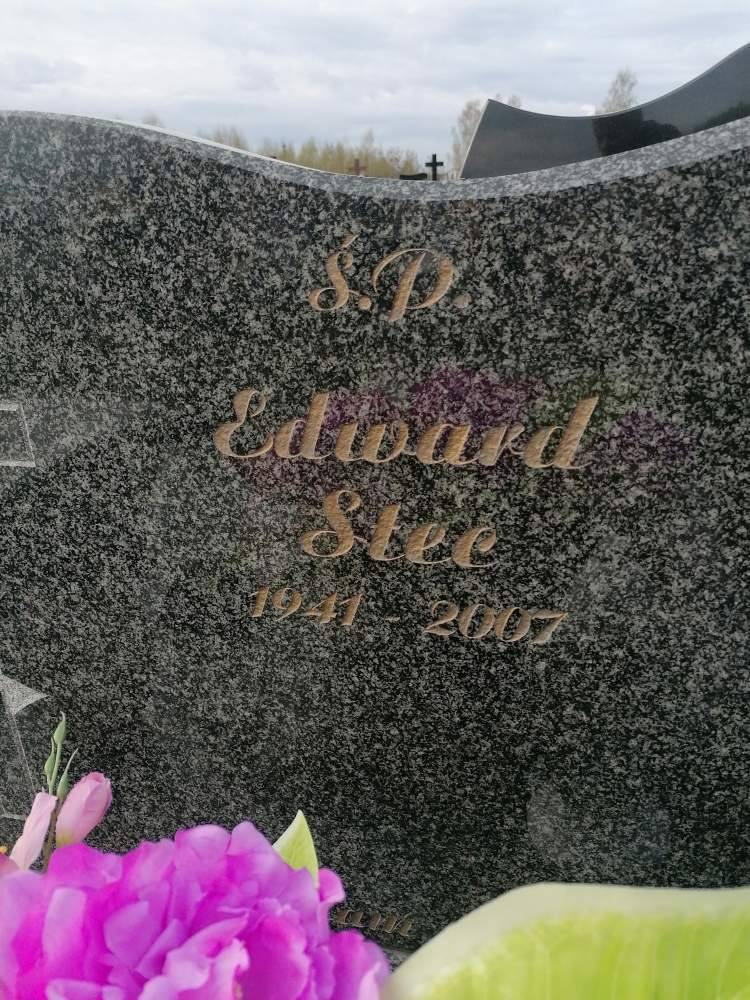 ś.P.
Edward
Stec
1941 - 2007